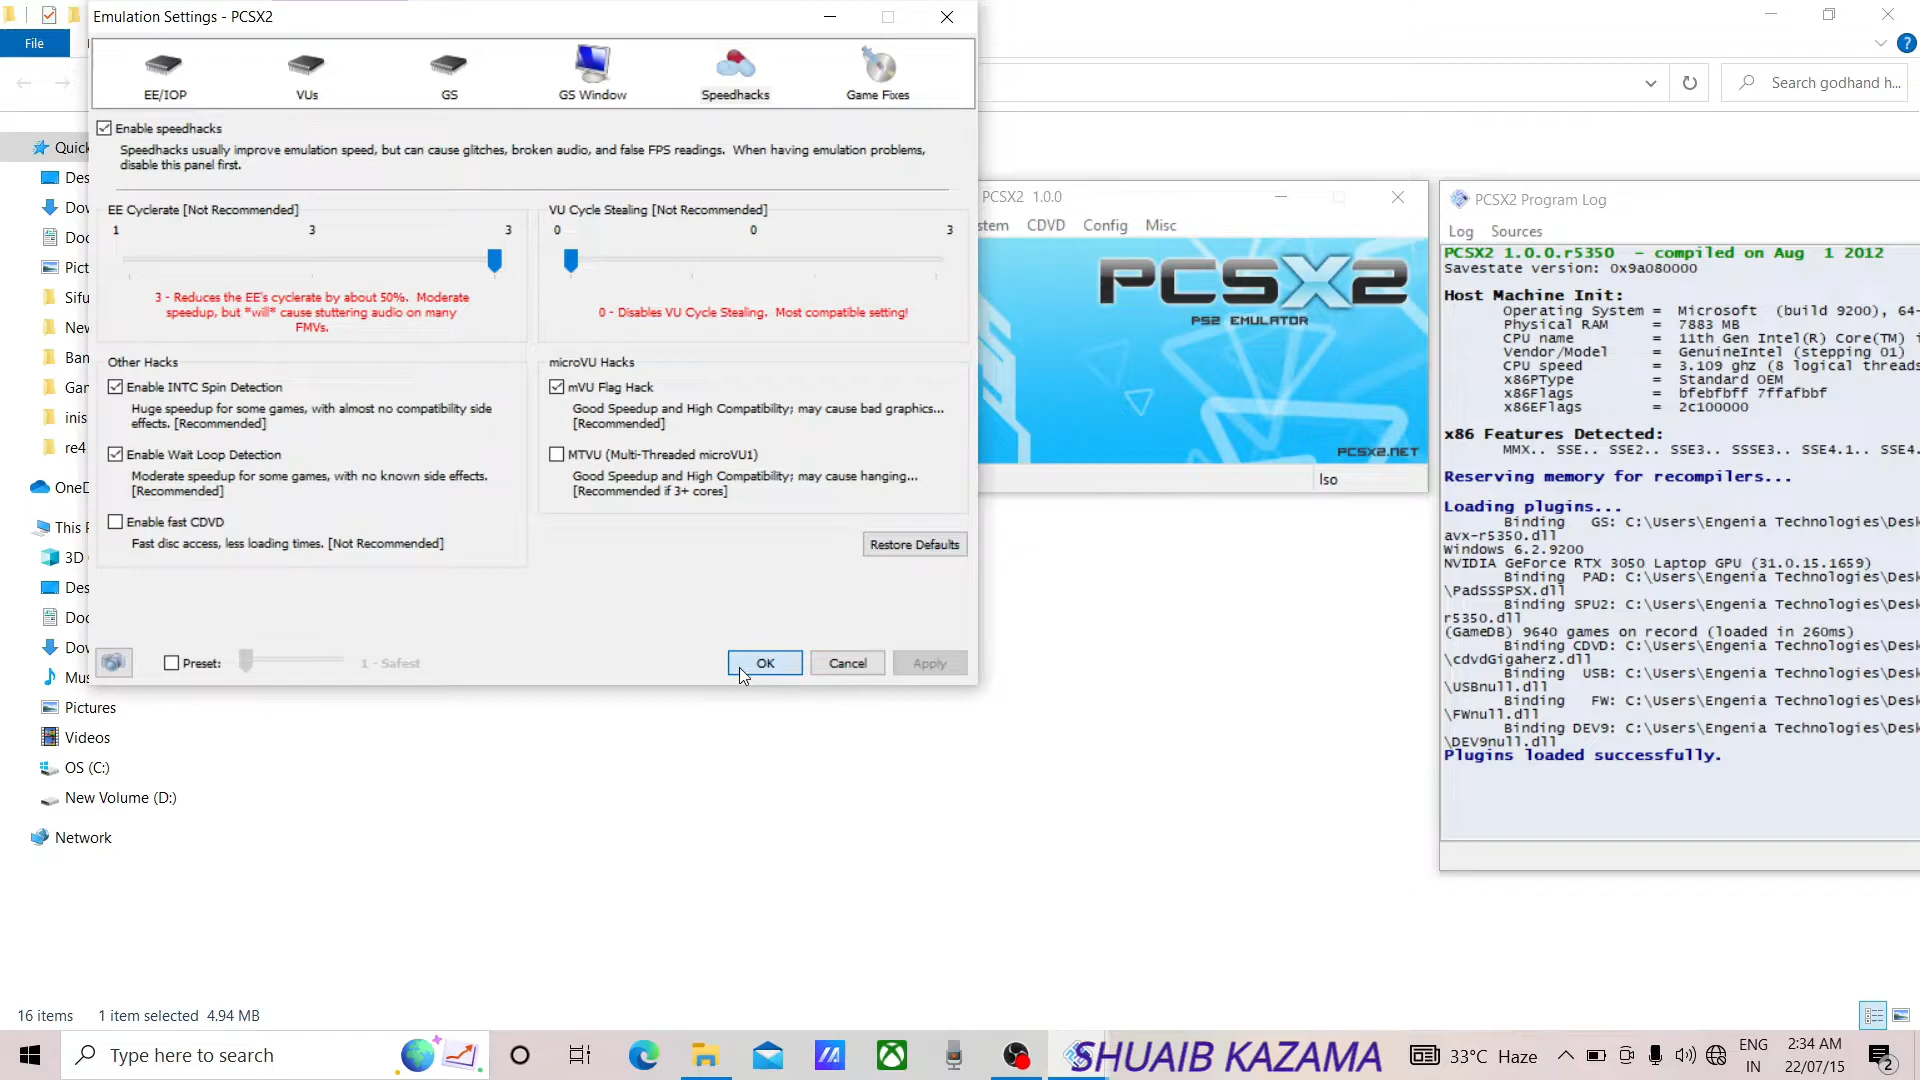 Emulation Settings - PCSX2
File
EE/IOP
VUs
GS
GS Window
Speedhacks
Game Fixes
Search godhand h...
Enable speedhacks
Speedhacks usually improve emulation speed, but can cause glitches, broken audio, and false FPS readings. When having emulation problems,
disable this panel first.
EE Cyclerate [Not Recommended]
1 3 3
3 - Reduces the EE's cyclerate by about 50%. Moderate
speedup, but *will* cause stuttering audio on many
FMVs.
VU Cycle Stealing [Not Recommended]
0 0 3
0 - Disables VU Cycle Stealing. Most compatible setting!
Other Hacks
Enable INTC Spin Detection
Huge speedup for some games, with almost no compatibility side
effects. [Recommended]
Enable Wait Loop Detection
Moderate speedup for some games, with no known side effects.
[Recommended]
Enable fast CDVD
Fast disc access, less loading times. [Not Recommended]
microVU Hacks
mVU Flag Hack
Good Speedup and High Compatibility; may cause bad graphics...
[Recommended]
MTVU (Multi-Threaded microVU1)
Good Speedup and High Compatibility; may cause hanging...
[Recommended if 3+ cores]
Restore Defaults
Preset:
1 - Safest
OK
Cancel
Apply
Quick
Des
Dov
Doc
Pict
Sifu
Nev
Ban
Gar
inis
re4
OneD
This P
3D
Des
Doc
Dov
Mus
Pictures
Videos
OS (C:)
New Volume (D:)
Network
PCSX2 1.0.0
stem CDVD Config Misc
PCSX2
PS2 EMULATOR
PCSX2.NET
Iso
PCSX2 Program Log
Log Sources
PCSX2 1.0.0.r5350 - compiled on Aug 1 2012
Savestate version: 0x9a080000
Host Machine Init:
Operating System = Microsoft (build 9200), 64-
Physical RAM = 7883 MB
CPU name = 11th Gen Intel(R) Core(TM) i
Vendor/Model = GenuineIntel (stepping 01)
CPU speed = 3.109 ghz (8 logical threads
x86PType = Standard OEM
x86Flags = bfebfbff 7ffafbbf
x86EFlags = 2c100000
x86 Features Detected:
MMX.. SSE.. SSE2.. SSE3.. SSSE3.. SSE4.1.. SSE4.
Reserving memory for recompilers...
Loading plugins...
Binding GS: C:\Users\Engenia Technologies\Desk
avx-r5350.dll
Windows 6.2.9200
NVIDIA GeForce RTX 3050 Laptop GPU (31.0.15.1659)
Binding PAD: C:\Users\Engenia Technologies\Desk
\PadSSSPSX.dll
Binding SPU2: C:\Users\Engenia Technologies\Desk
r5350.dll
(GameDB) 9640 games on record (loaded in 260ms)
Binding CDVD: C:\Users\Engenia Technologies\Desk
\cdvdGigaherz.dll
Binding USB: C:\Users\Engenia Technologies\Desk
\USBnull.dll
Binding FW: C:\Users\Engenia Technologies\Desk
\FWnull.dll
Binding DEV9: C:\Users\Engenia Technologies\Desk
\DEV9null.dll
Plugins loaded successfully.
16 items 1 item selected 4.94 MB
Type here to search
SHUAIB KAZAMA
33°C Haze
ENG
IN
2:34 AM
22/07/15
2